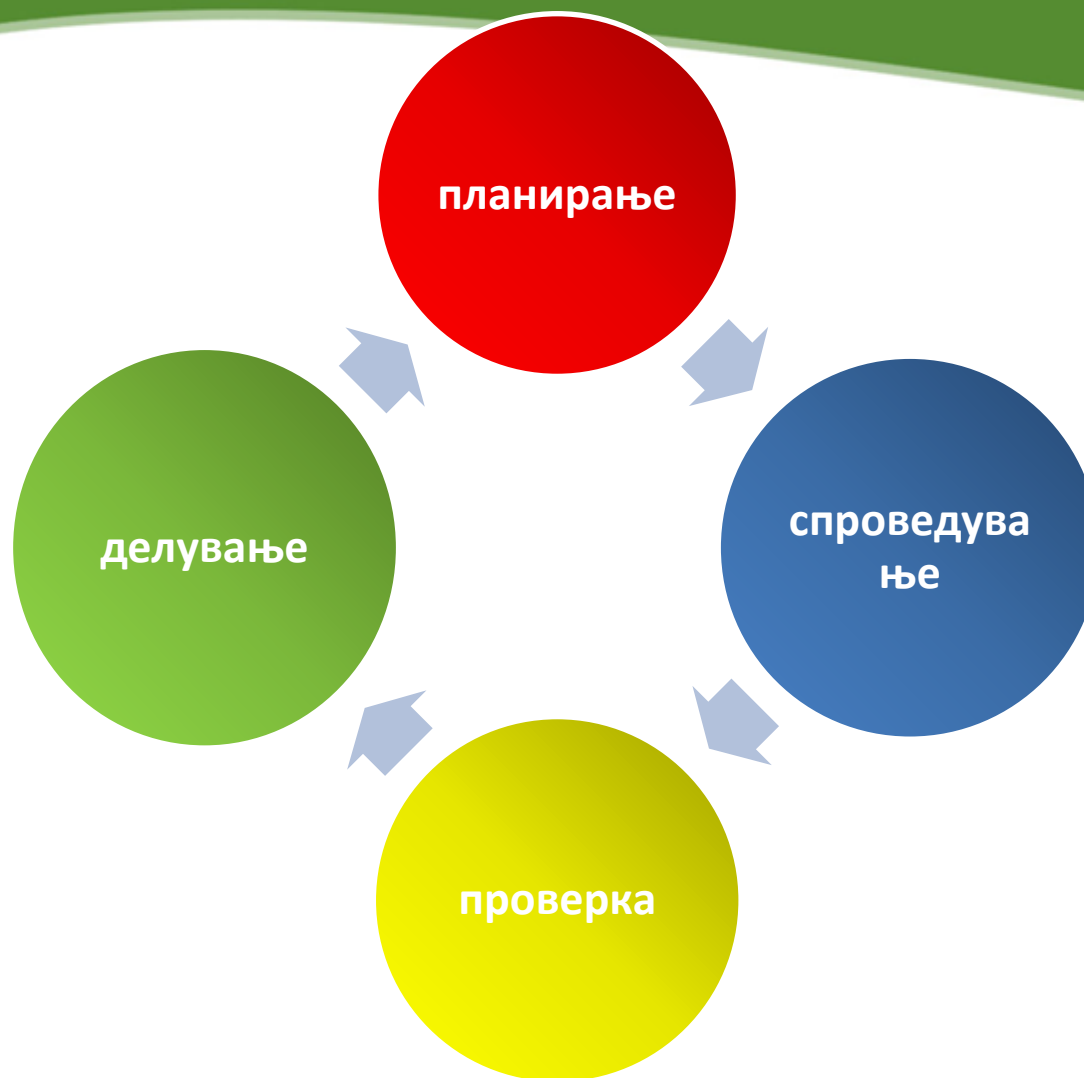 планирање
спроведува
ње
проверка
делување